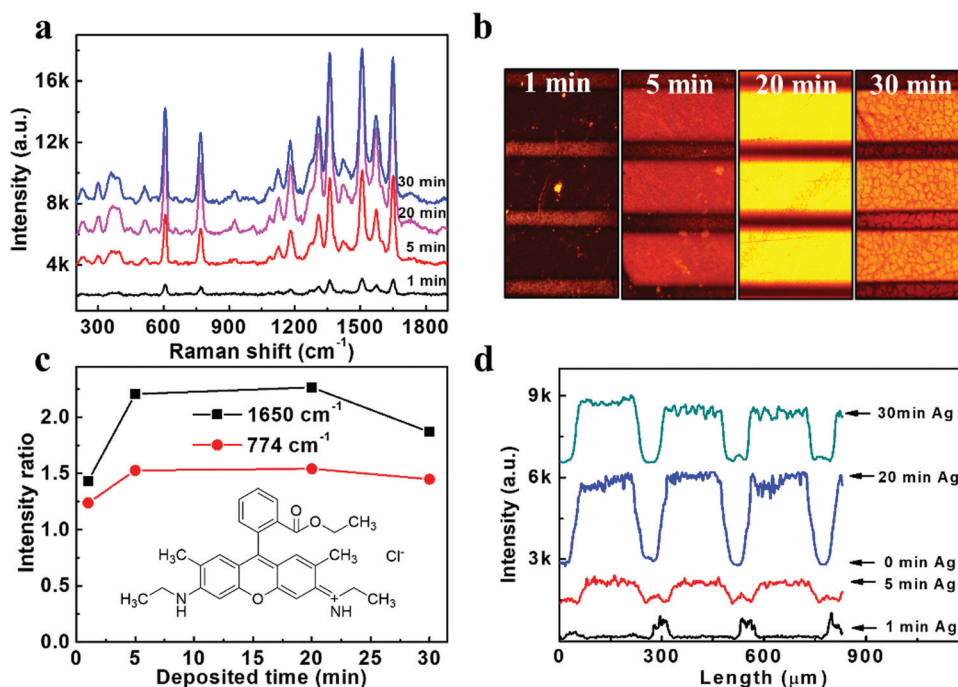 a
Intensity (a.u.)
16k
12k
8k
4k
30 min
20 min
5 min
1 min
300 600 900 1200 1500 1800
Raman shift (cm-1)
b
1 min
5 min
20 min
30 min
c
Intensity ratio
2.0
1.5
1.0
0.5
0.0
1650 cm-1
774 cm-1
O
O
CH3
CH3
CH3
Cl-
H3C
N
H
O
NH
CH3
0 5 10 15 20 25 30
Deposited time (min)
d
Intensity (a.u.)
9k
6k
3k
30min Ag
20 min Ag
0 min Ag
5 min Ag
1 min Ag
0 300 600 900
Length (μm)